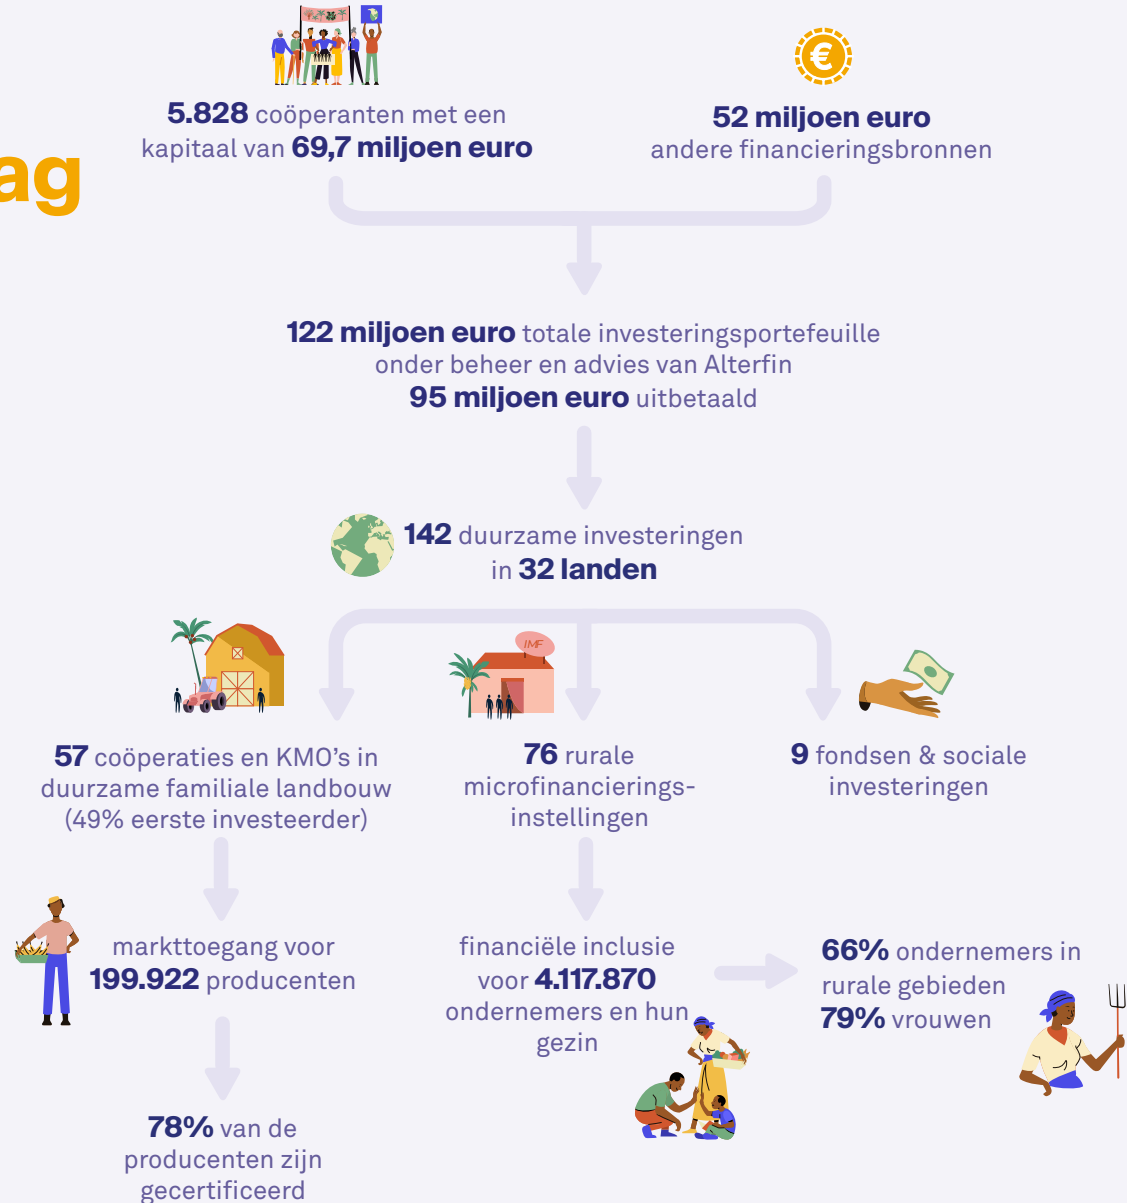 ag
5.828 coöperanten met een
kapitaal van 69,7 miljoen euro
52 miljoen euro
andere financieringsbronnen
122 miljoen euro totale investeringsportefeuille
onder beheer en advies van Alterfin
95 miljoen euro uitbetaald
142 duurzame investeringen
in 32 landen
IMF
57 coöperaties en KMO's in
duurzame familiale landbouw
(49% eerste investeerder)
76 rurale
microfinancierings-
instellingen
9 fondsen & sociale
investeringen
markttoegang voor
199.922 producenten
financiële inclusie
voor 4.117.870
ondernemers en hun
gezin
66% ondernemers in
rurale gebieden
79% vrouwen
78% van de
producenten zijn
gecertificeerd